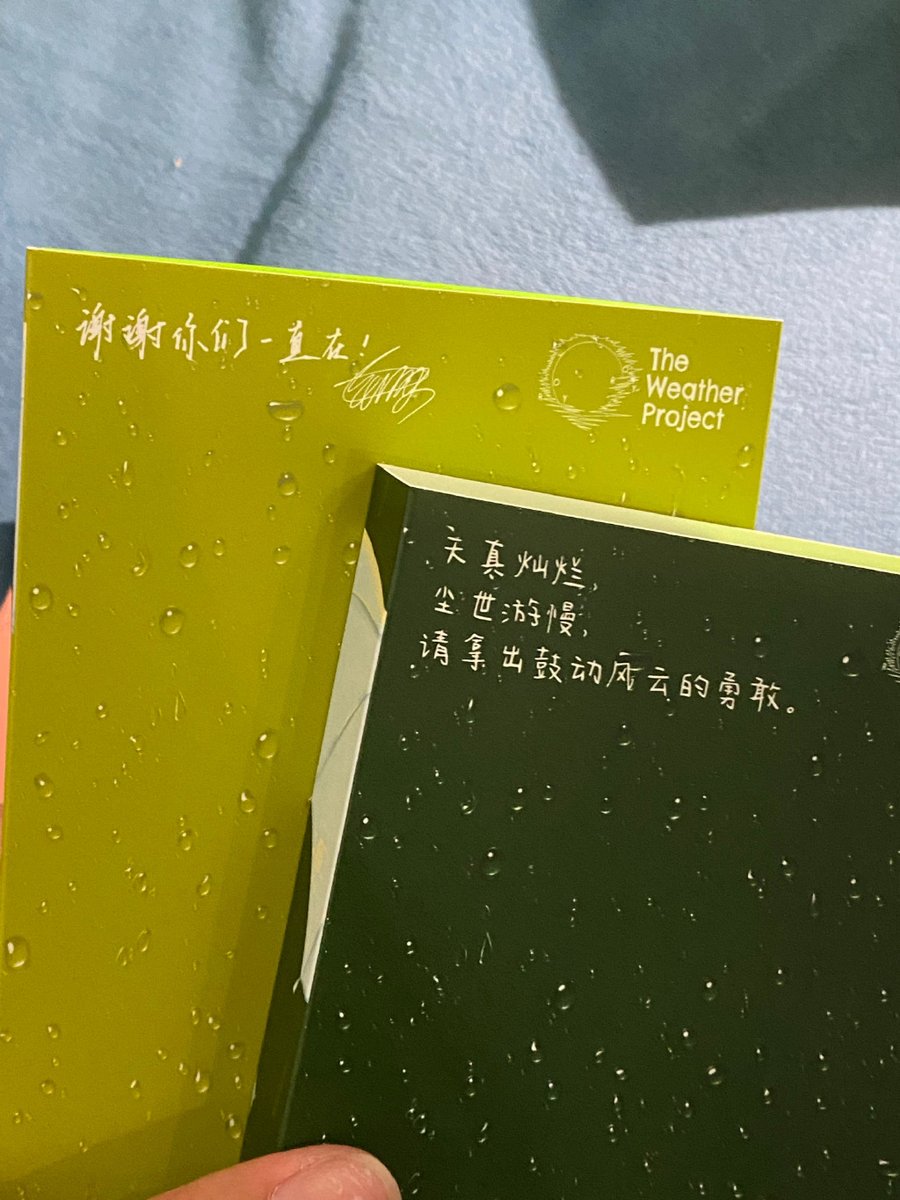 谢谢你们一直在!
The
Weather
Project
天真灿烂,
尘世游慢,
请拿出鼓动风云的勇敢。